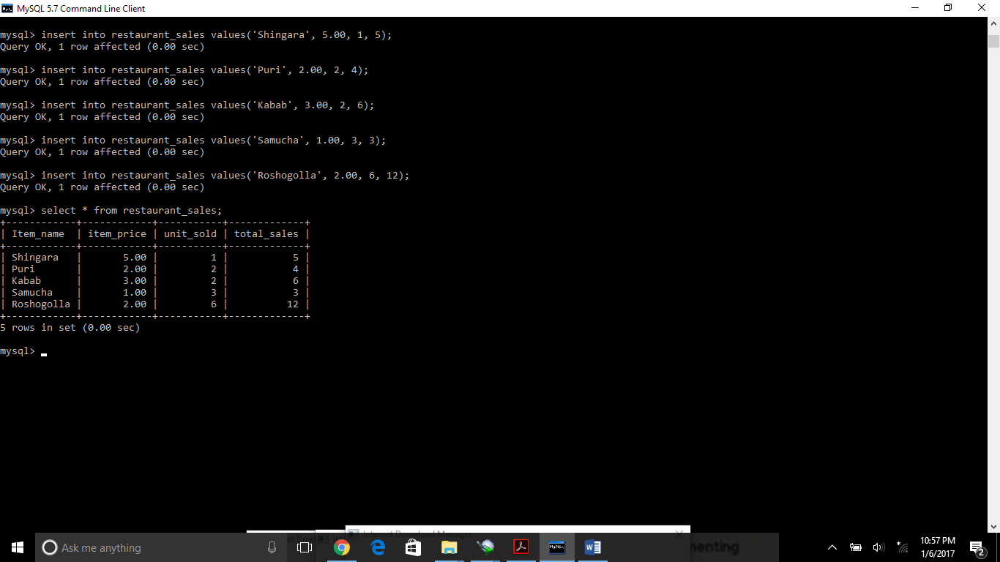 MySQL 5.7 Command Line Client
mysql> insert into restaurant_sales values('Shingara', 5.00, 1, 5);
Query OK, 1 row affected (0.00 sec)
mysql> insert into restaurant_sales values('Puri', 2.00, 2, 4);
Query OK, 1 row affected (0.00 sec)
mysql> insert into restaurant_sales values('Kabab', 3.00, 2, 6);
Query OK, 1 row affected (0.00 sec)
mysql> insert into restaurant_sales values('Samucha', 1.00, 3, 3);
Query OK, 1 row affected (0.00 sec)
mysql> insert into restaurant_sales values('Roshogolla', 2.00, 6, 12);
Query OK, 1 row affected (0.00 sec)
mysql> select * from restaurant_sales;
+------------+------------+-----------+-------------+
| Item_name  | item_price | unit_sold | total_sales |
+------------+------------+-----------+-------------+
| Shingara   |       5.00 |         1 |           5 |
| Puri       |       2.00 |         2 |           4 |
| Kabab      |       3.00 |         2 |           6 |
| Samucha    |       1.00 |         3 |           3 |
| Roshogolla |       2.00 |         6 |          12 |
+------------+------------+-----------+-------------+
5 rows in set (0.00 sec)
mysql>
Internet Download Manager
Ask me anything
menting
10:57 PM
1/6/2017
2